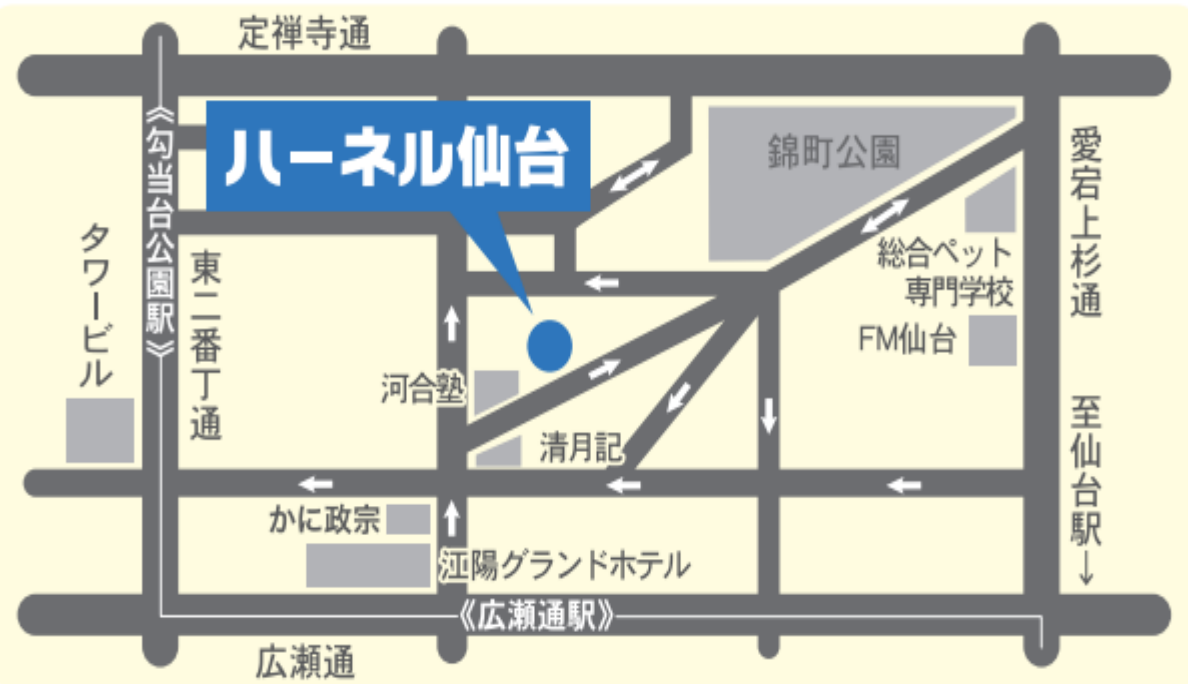 定禅寺通
ハーネル仙台
錦町公園
《勾当台公園駅》
愛宕上杉通
タワービル
東二番丁通
総合ペット
専門学校
FM仙台
河合塾
清月記
至仙台駅↓
かに政宗
江陽グランドホテル
《広瀬通駅》
広瀬通